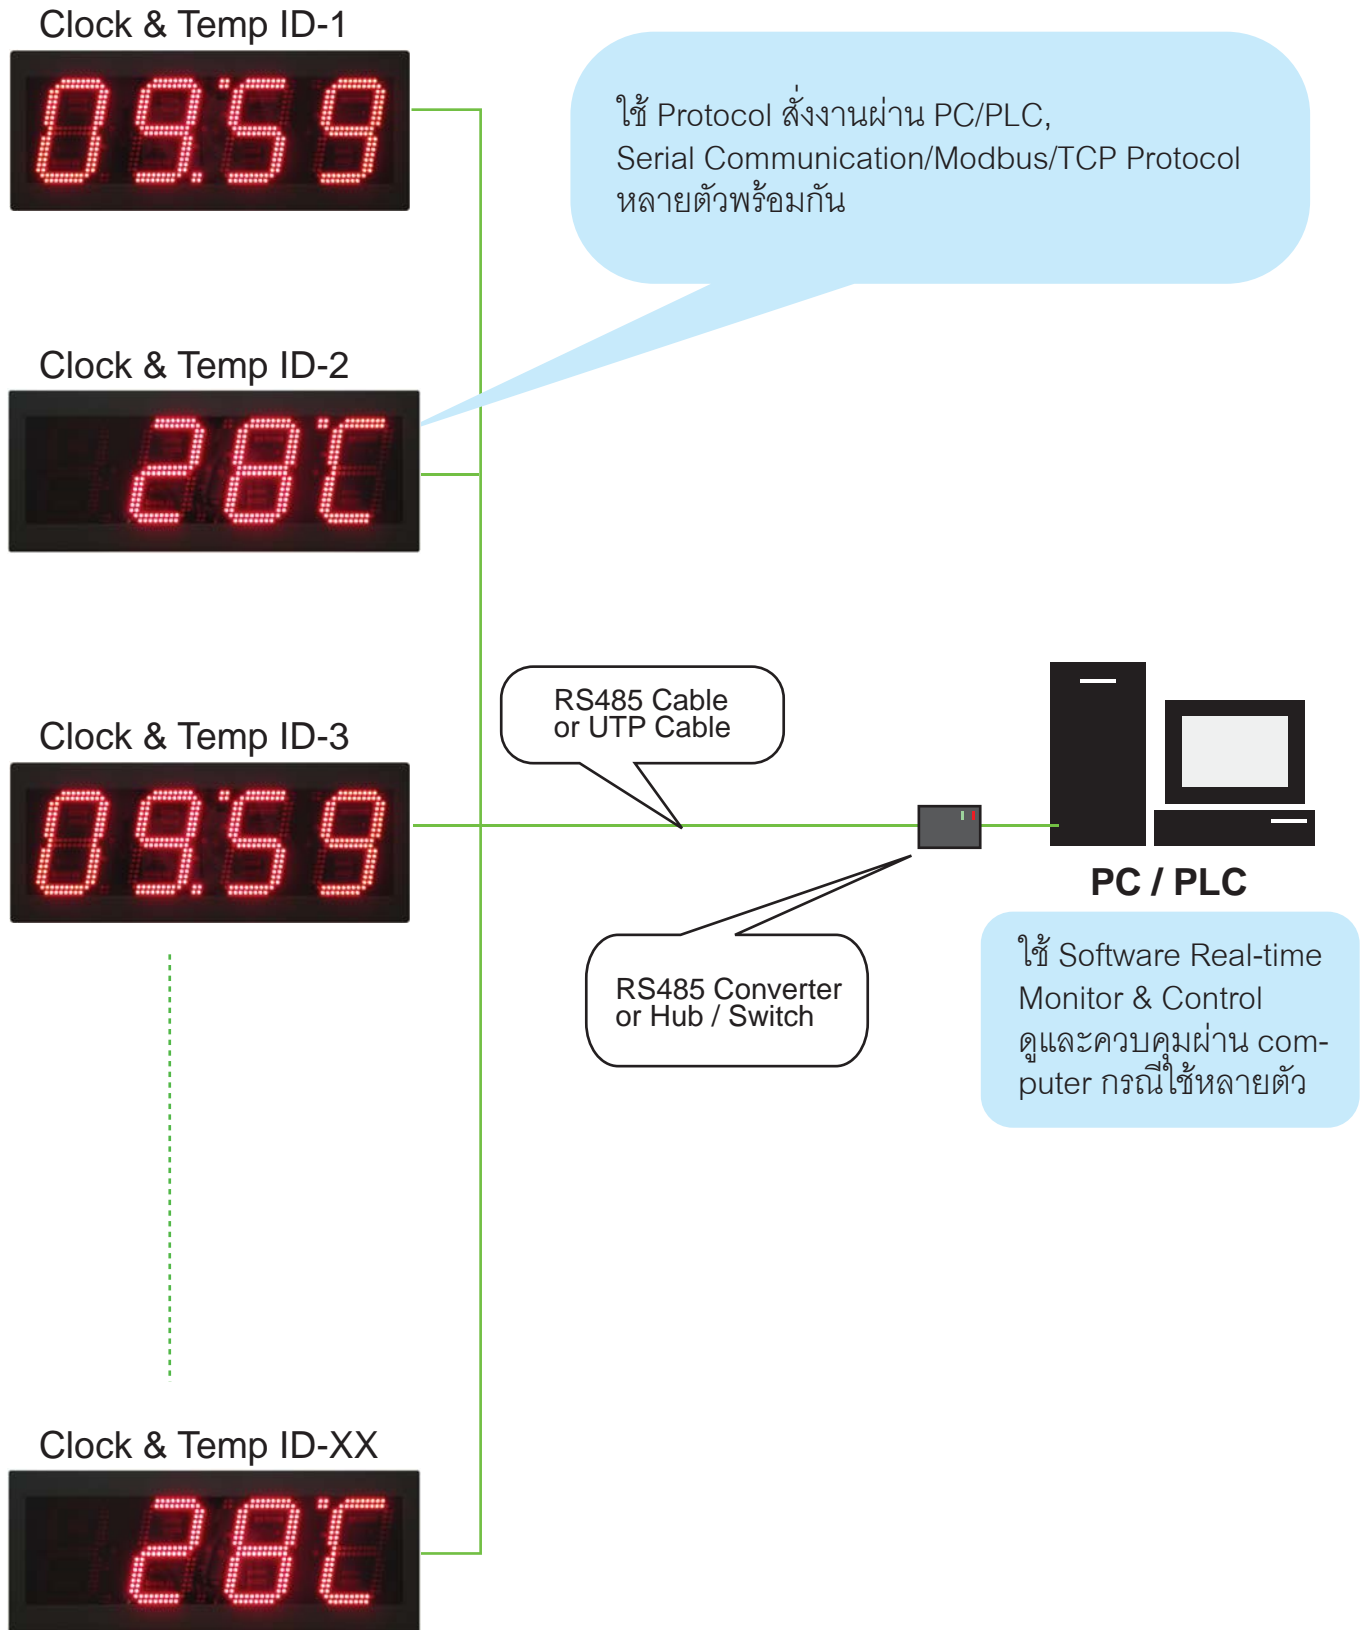 Clock & Temp ID-1
09:59
ใช้ Protocol สั่งงานผ่าน PC/PLC,
Serial Communication/Modbus/TCP Protocol
หลายตัวพร้อมกัน
Clock & Temp ID-2
28°C
RS485 Cable
or UTP Cable
Clock & Temp ID-3
09:59
PC / PLC
RS485 Converter
or Hub / Switch
ใช้ Software Real-time
Monitor & Control
ดูและควบคุมผ่าน com-
puter กรณีใช้หลายตัว
Clock & Temp ID-XX
28°C